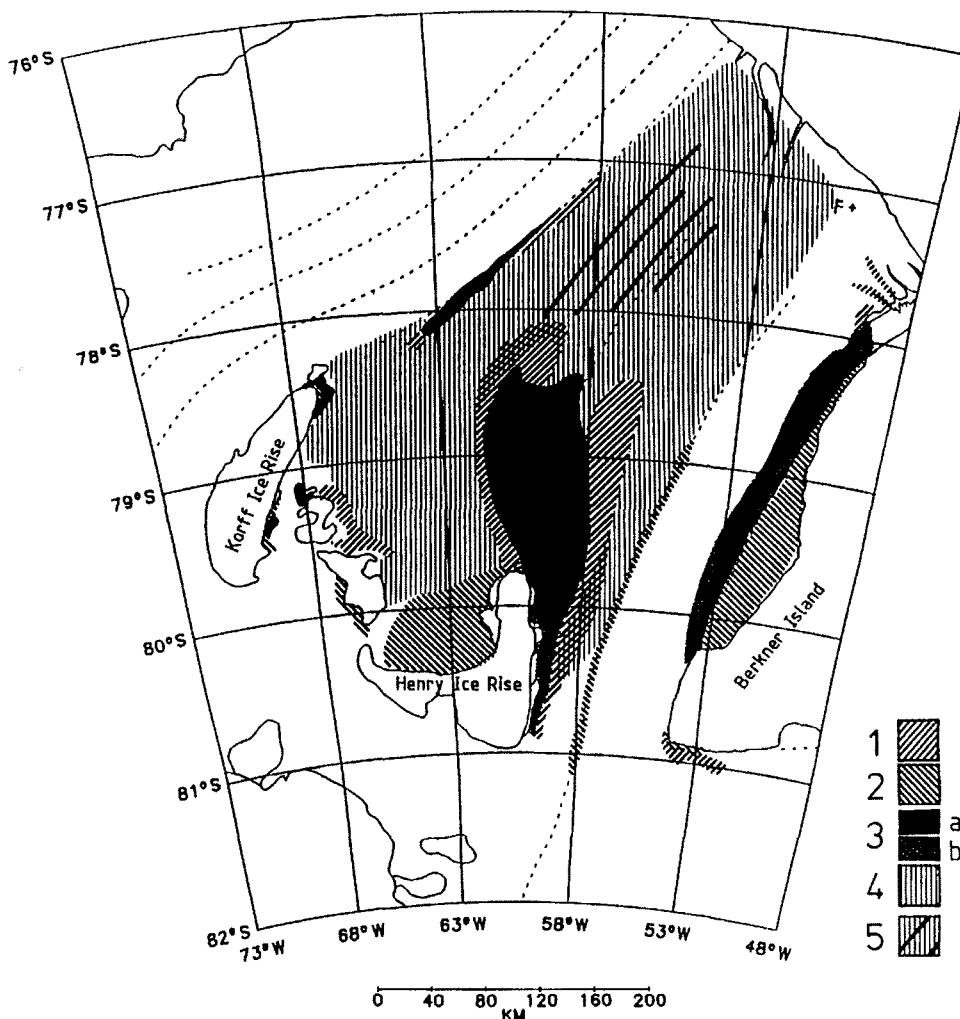 76°S
77°S
F +
78°S
79°S
Korff Ice Rise
80°S
Berkner Island
Henry Ice Rise
81°S
82°S
73°W
68°W
63°W
58°W
53°W
48°W
1
2
3 a
b
4
5
0 40 80 120 160 200
KM